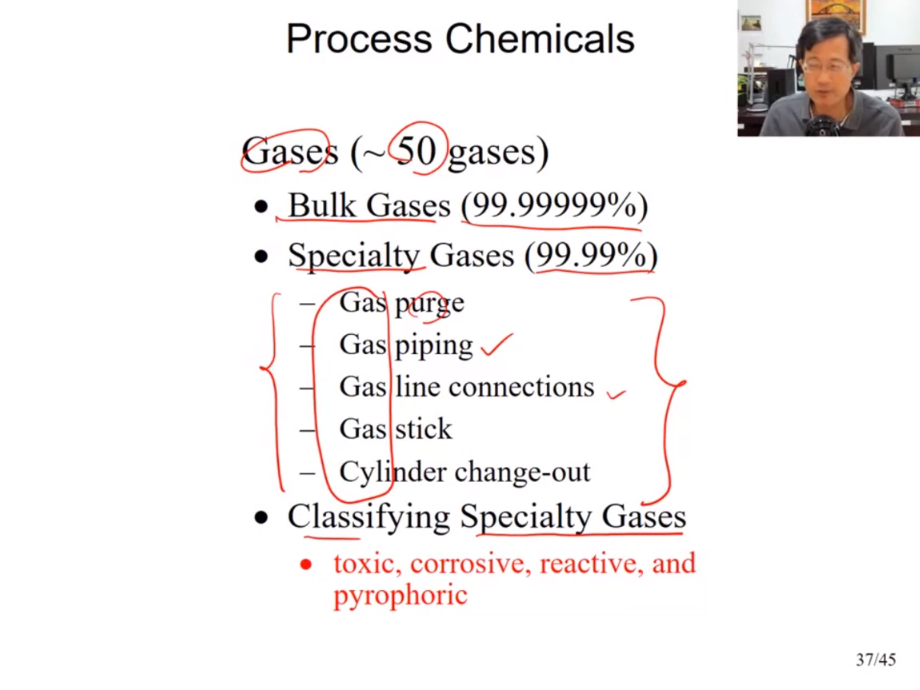 Process Chemicals
Gases (~ 50 gases)
• Bulk Gases (99.99999%)
• Specialty Gases (99.99%)
– Gas purge
– Gas piping
– Gas line connections
– Gas stick
– Cylinder change-out
• Classifying Specialty Gases
• toxic, corrosive, reactive, and
pyrophoric
37/45